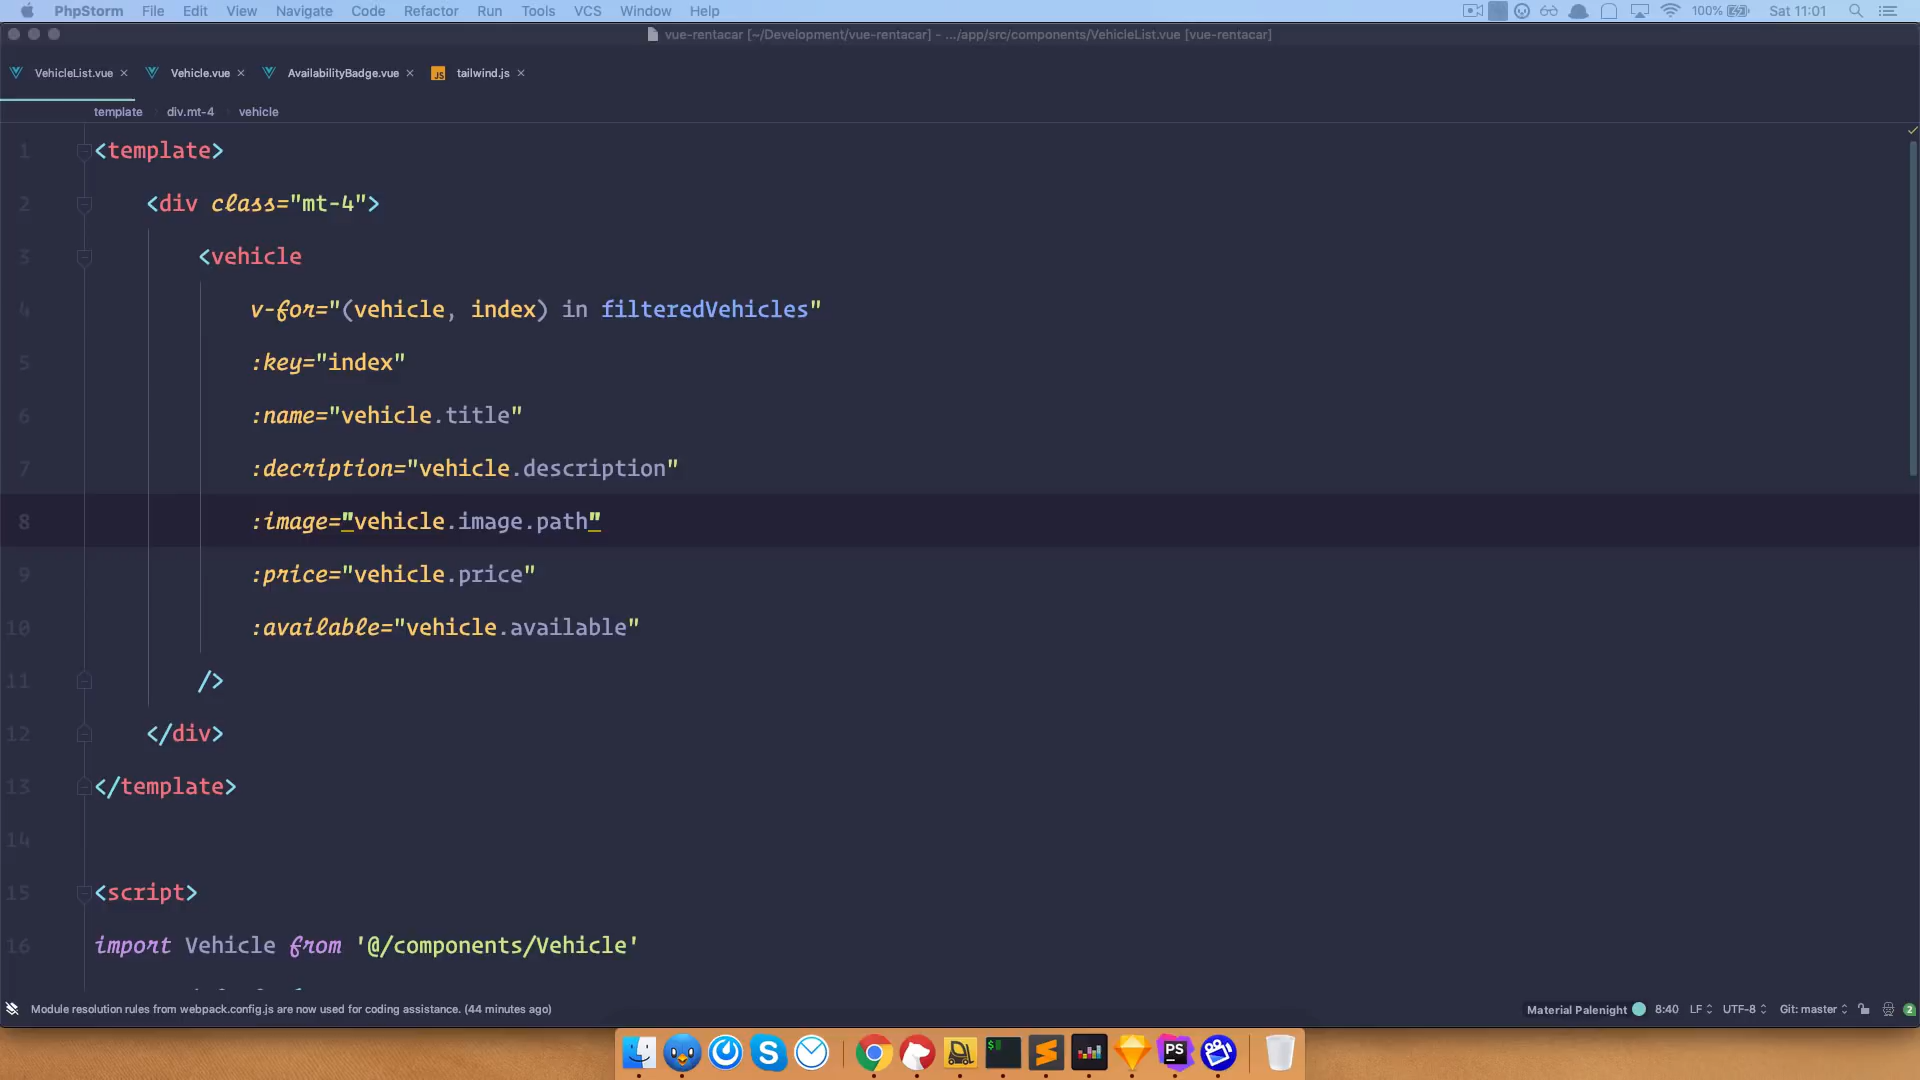 PhpStorm File Edit View Navigate Code Refactor Run Tools VCS Window Help 100% Sat 11:01
vue-rentacar [~/Development/vue-rentacar] - .../app/src/components/VehicleList.vue [vue-rentacar]
VehicleList.vue Vehicle.vue AvailabilityBadge.vue JS tailwind.js
template div.mt-4 vehicle
1 <template>
2 <div class="mt-4">
3 <vehicle
4 v-for="(vehicle, index) in filteredVehicles"
5 :key="index"
6 :name="vehicle.title"
7 :decription="vehicle.description"
8 :image="vehicle.image.path"
9 :price="vehicle.price"
10 :available="vehicle.available"
11 />
12 </div>
13 </template>
14
15 <script>
16 import Vehicle from '@/components/Vehicle'
Module resolution rules from webpack.config.js are now used for coding assistance. (44 minutes ago) Material Palenight 8:40 LF UTF-8 Git: master 2
S $ PS